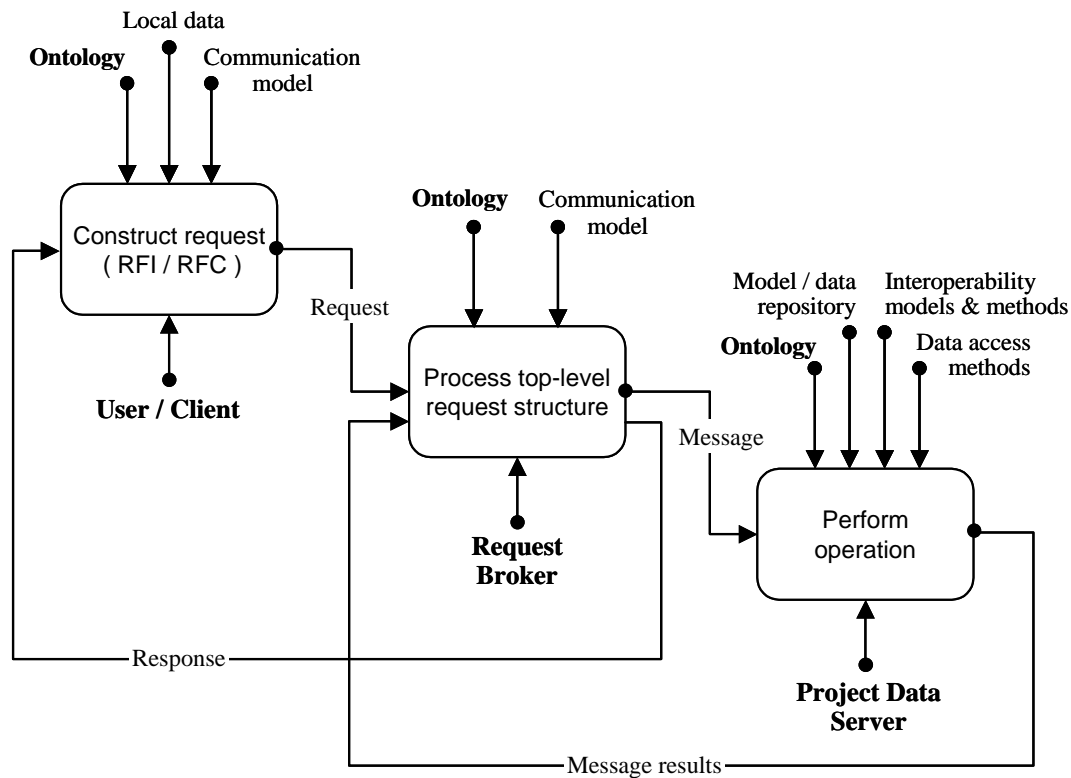 Local data
Ontology
Communication
model
Construct request
( RFI / RFC )
Request
User / Client
Ontology
Communication
model
Process top-level
request structure
Message
Request
Broker
Model / data
repository
Interoperability
models & methods
Ontology
Data access
methods
Perform
operation
Project Data
Server
Response
Message results